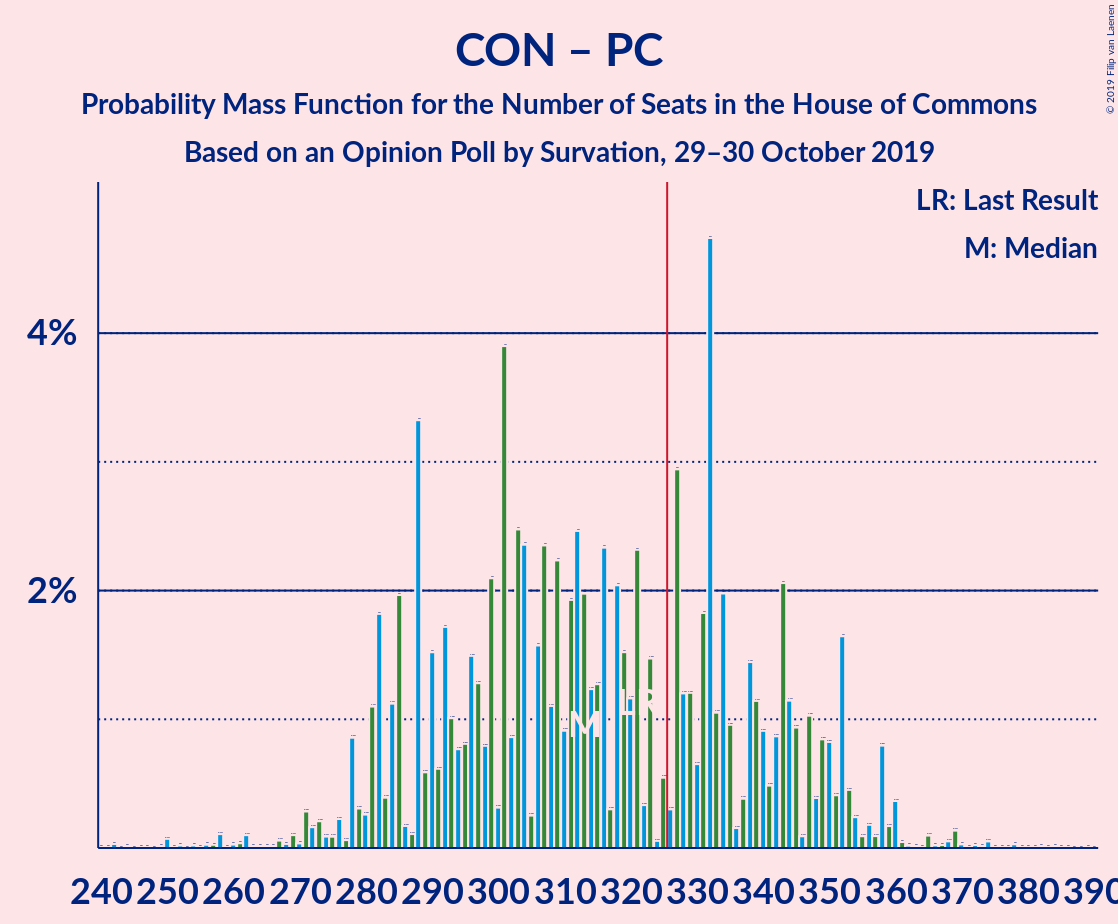 CON – PC
Probability Mass Function for the Number of Seats in the House of Commons
Based on an Opinion Poll by Survation, 29–30 October 2019
© 2019 Filip van Laenen
LR: Last Result
M: Median
4%
2%
LR
M
240 250 260 270 280 290 300 310 320 330 340 350 360 370 380 390